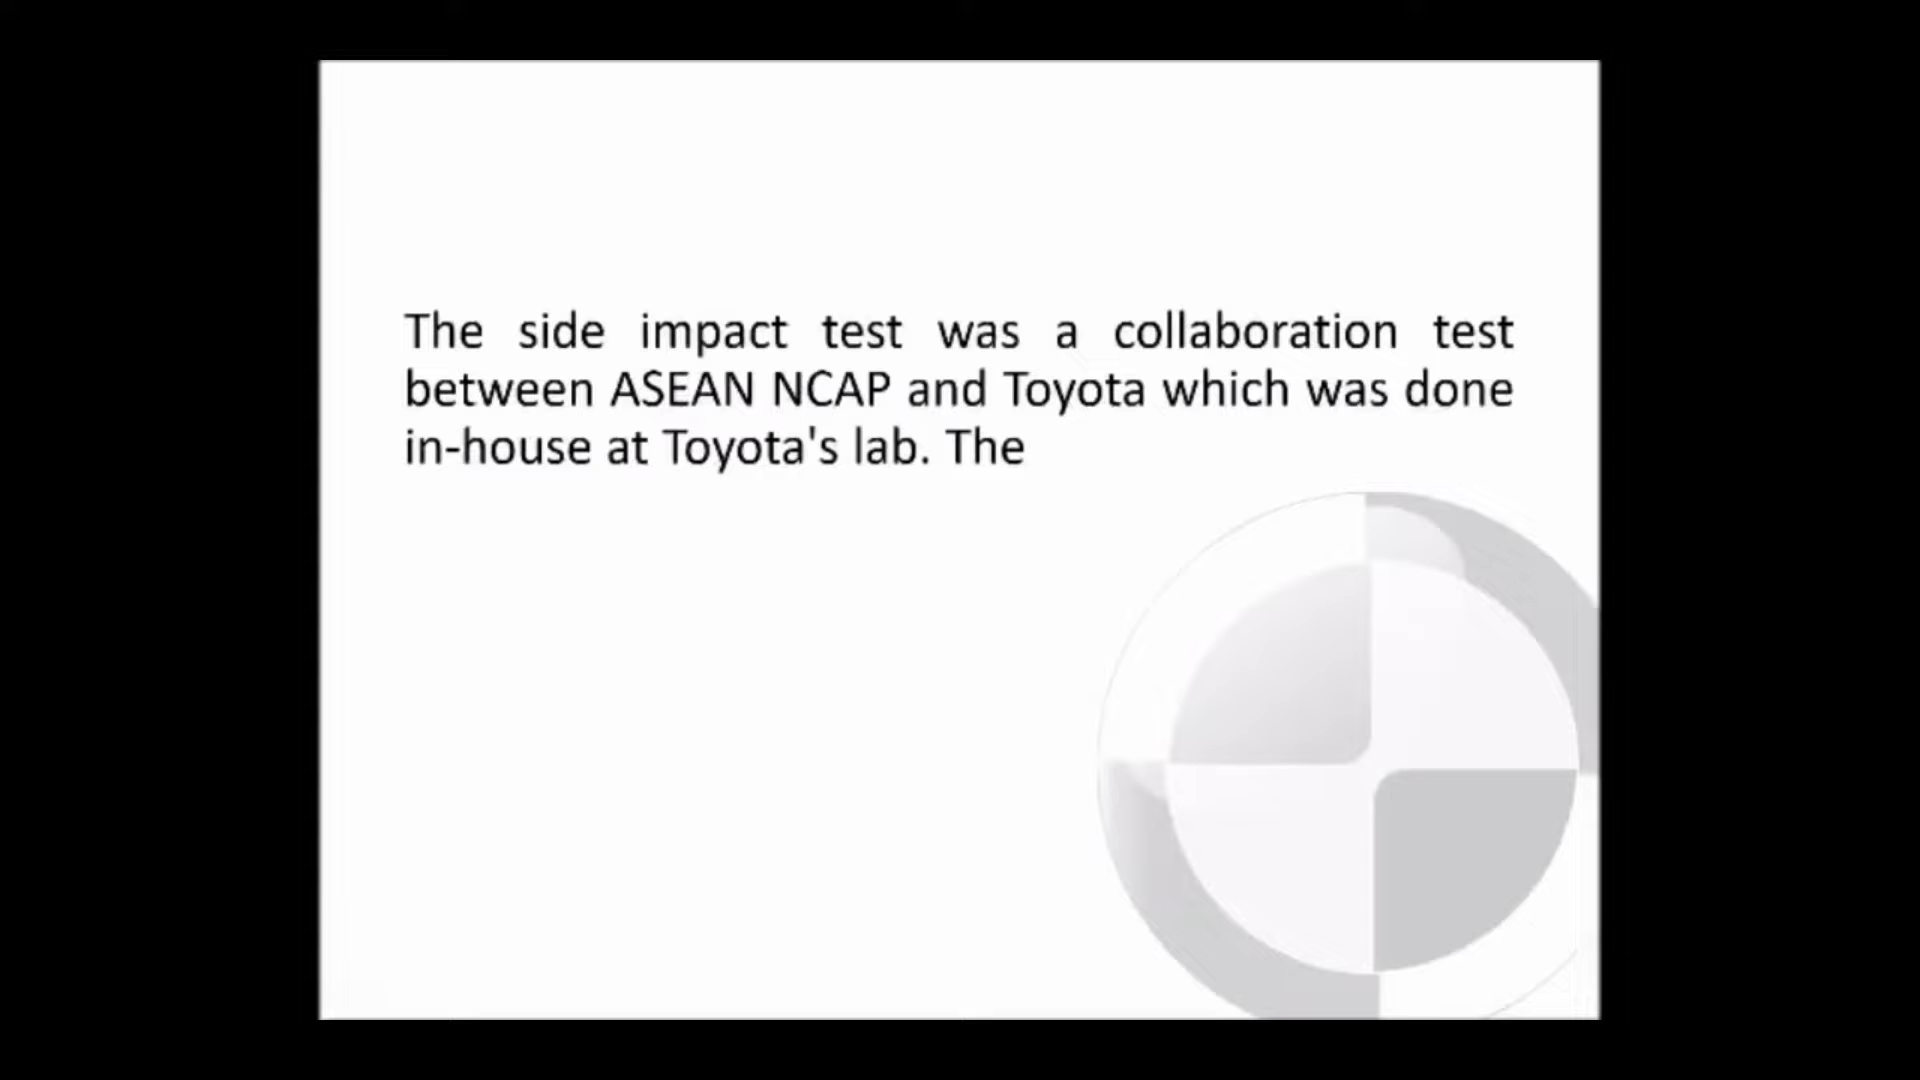 The side impact test was a collaboration test
between ASEAN NCAP and Toyota which was done
in-house at Toyota's lab. The